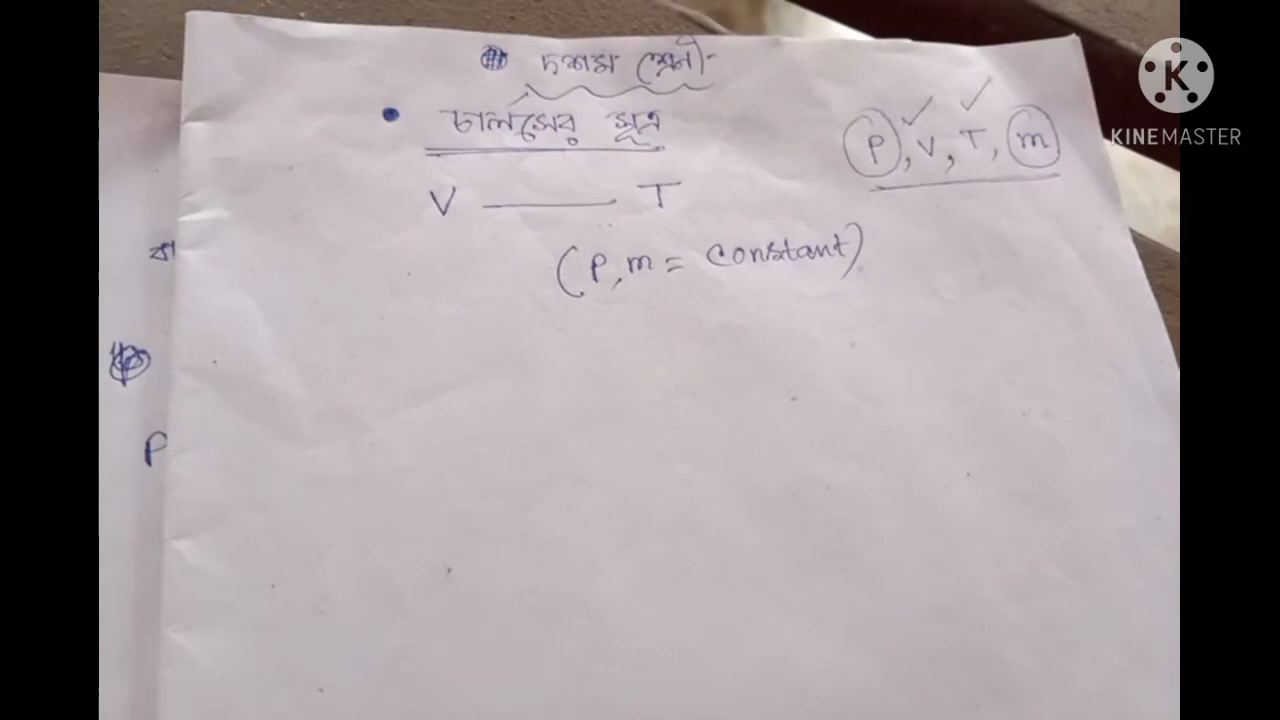 দশম শ্রেনী
চার্লসের সূত্র
P, V, T, m
V — T
(P, m = constant)
কা
P
K
KINEMASTER